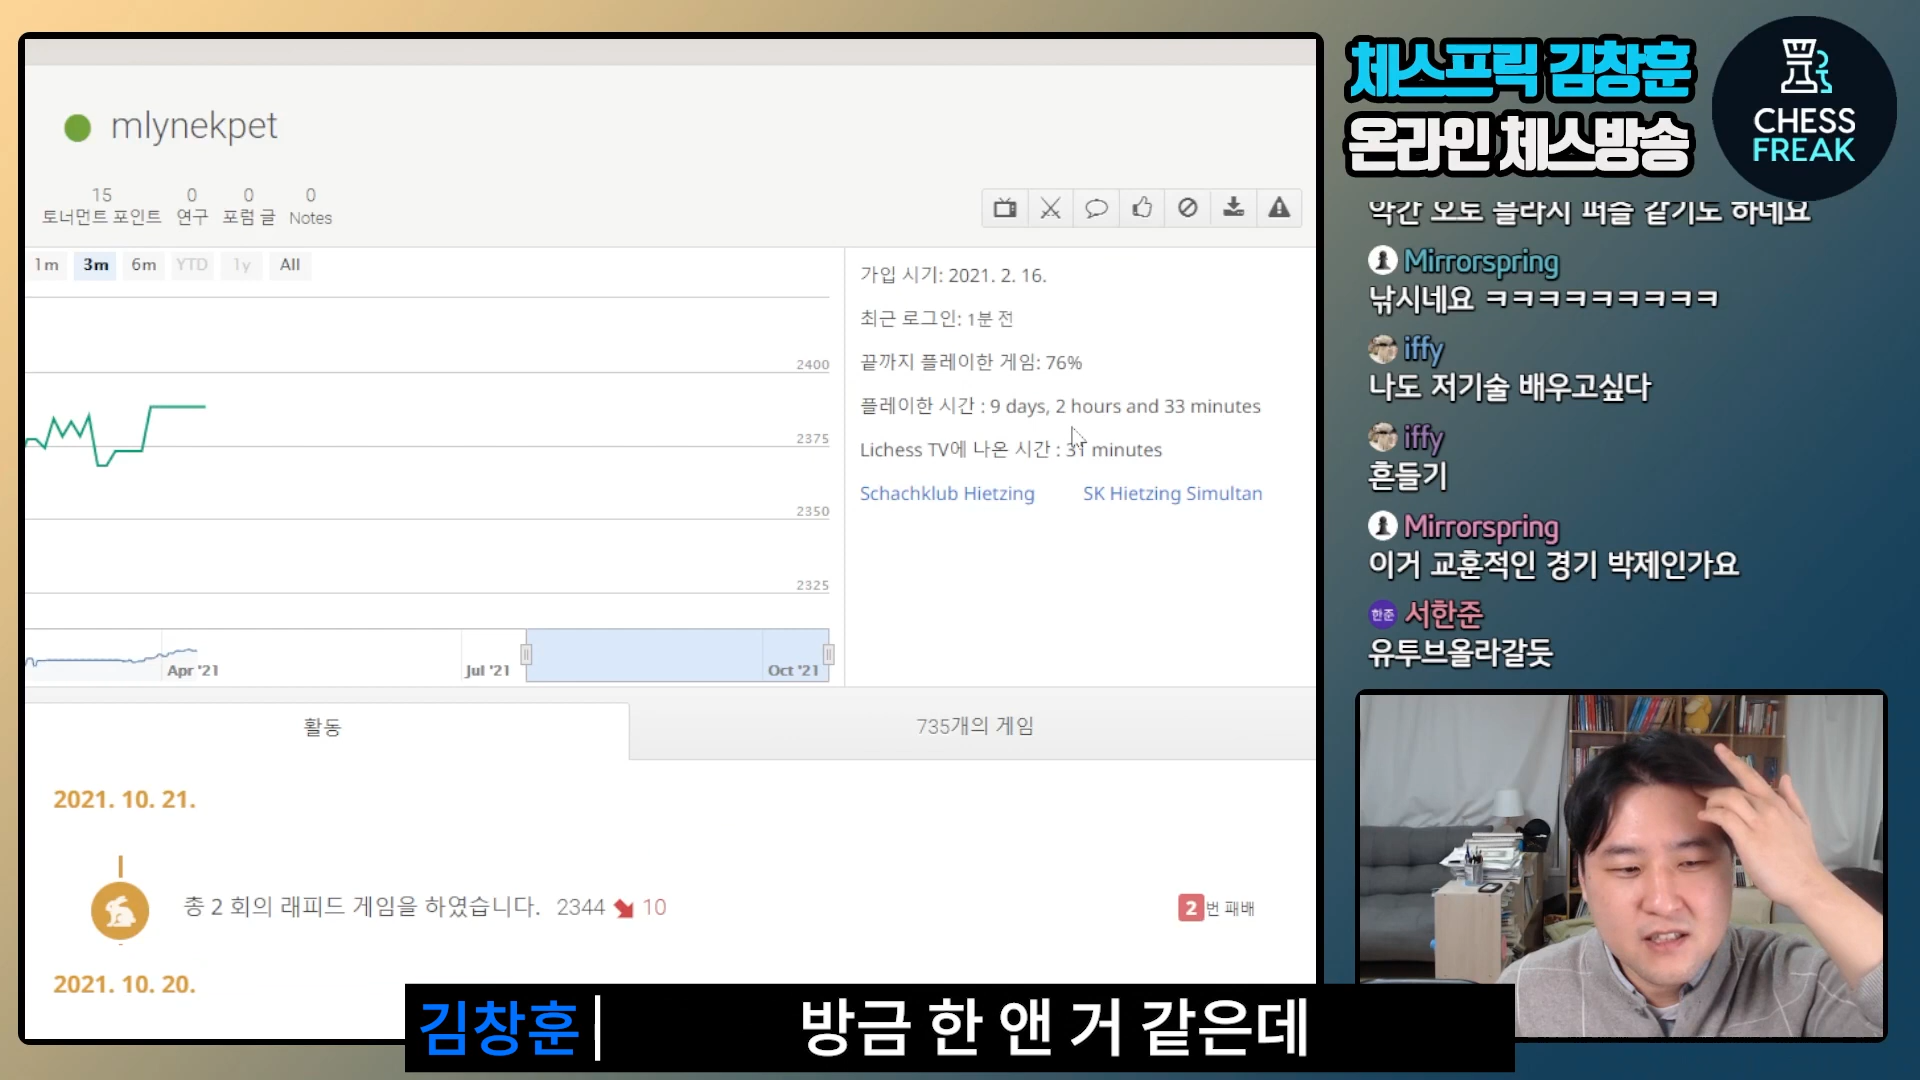 mlynekpet
15 0 0 0
토너먼트 포인트 연구 포럼 글 Notes
1m 3m 6m YTD 1y All
2400
2375
2350
2325
Apr '21 Jul '21 Oct '21
가입 시기: 2021. 2. 16.
최근 로그인: 1분 전
끝까지 플레이한 게임: 76%
플레이한 시간 : 9 days, 2 hours and 33 minutes
Lichess TV에 나온 시간 : 31 minutes
Schachklub Hietzing SK Hietzing Simultan
활동 735개의 게임
2021. 10. 21.
총 2 회의 래피드 게임을 하였습니다. 2344 10
2 번 패배
2021. 10. 20.
김창훈 방금 한 앤 거 같은데
체스프릭 김창훈
온라인 체스방송
CHESS
FREAK
약간 오토 플라시 퍼즐 같기도 하네요
Mirrorspring
낚시네요 ㅋㅋㅋㅋㅋㅋㅋㅋㅋ
iffy
나도 저기술 배우고싶다
iffy
흔들기
Mirrorspring
이거 교훈적인 경기 박제인가요
한준 서한준
유투브올라갈듯